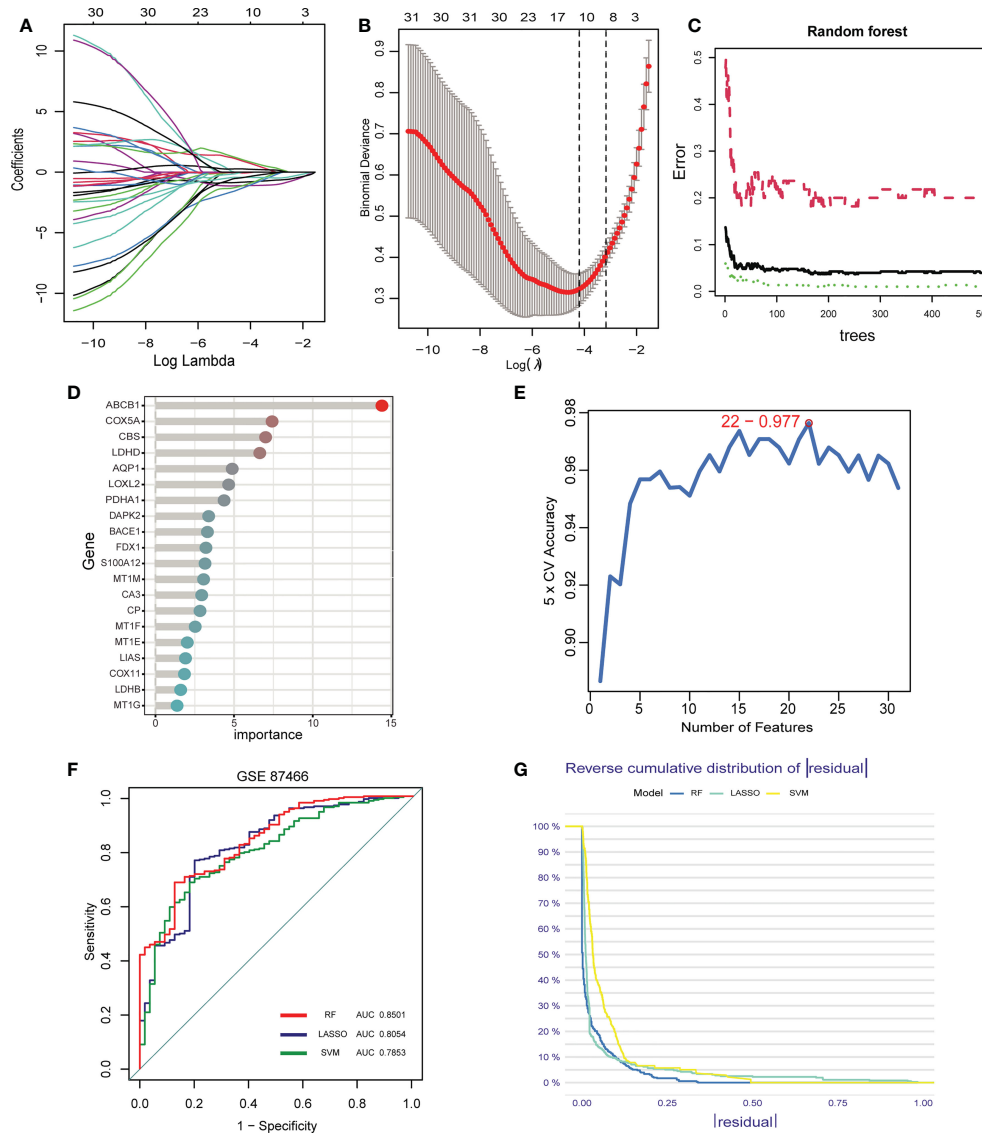 A
30 30 30 23 12 3
10
5
0
−5
−10
Coefficients
−10 −8 −6 −4 −2
Log Lambda
B
31 30 31 30 23 17 10 8 3
0.9
0.8
0.7
0.6
0.5
0.4
0.3
Binomial Deviance
−10 −8 −6 −4 −2
Log(λ)
C
Random forest
0.5
0.4
0.3
0.2
0.1
0.0
Error
0 100 200 300 400 500
trees
D
Gene
ABCB1
COX5A
CBS
LDHD
AQP1
LOXL2
PDHA1
DAPK2
BACE1
FDX1
S100A12
MT1M
CA3
CP
MT1F
MT1E
LIAS
COX11
LDHB
MT1G
0 5 10 15
importance
E
22 − 0.977
0.98
0.96
0.94
0.92
0.90
5 x CV Accuracy
0 5 10 15 20 25 30
Number of Features
F
GSE 87466
1.0
0.8
0.6
0.4
0.2
0.0
Sensitivity
RF AUC 0.8501
LASSO AUC 0.8054
SVM AUC 0.7853
0.0 0.2 0.4 0.6 0.8 1.0
1 − Specificity
G
Reverse cumulative distribution of |residual|
Model RF LASSO SVM
100 %
90 %
80 %
70 %
60 %
50 %
40 %
30 %
20 %
10 %
0 %
0.00 0.25 0.50 0.75 1.00
|residual|